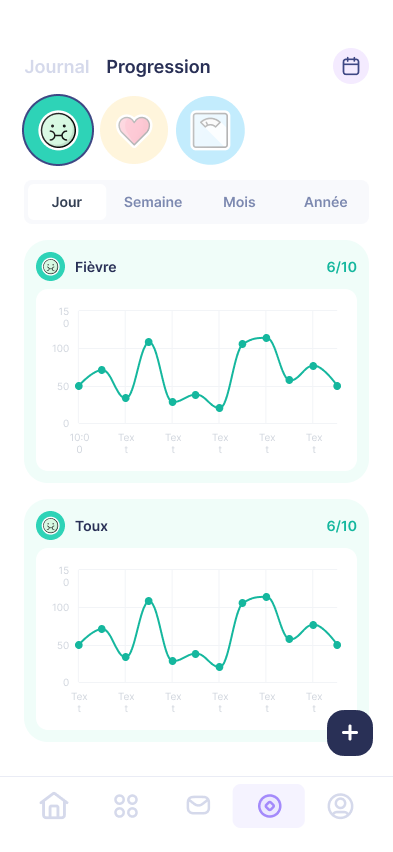 Journal Progression
Jour Semaine Mois Année
Fièvre 6/10
15
0
100
50
0
10:0 Tex Tex Tex Tex Tex
0 t t t t t
Toux 6/10
15
0
100
50
0
Tex Tex Tex Tex Tex Tex
t t t t t t